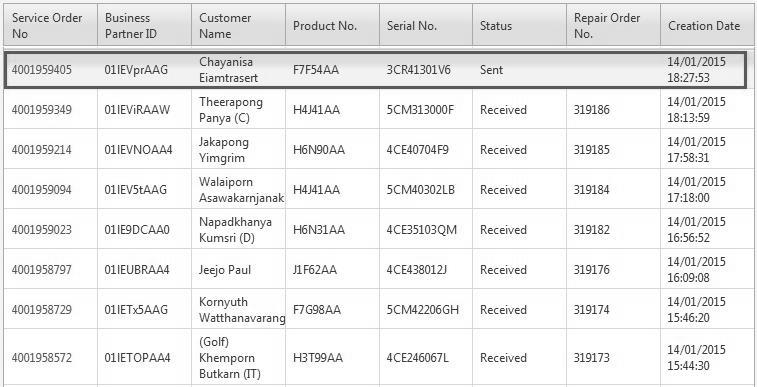 Service Order No Business Partner ID Customer Name Product No. Serial No. Status Repair Order No. Creation Date
4001959405 01IEVprAAG Chayanisa Eiamtrasert F7F54AA 3CR41301V6 Sent 14/01/2015 18:27:53
4001959349 01IEViRAAW Theerapong Panya (C) H4J41AA 5CM313000F Received 319186 14/01/2015 18:13:59
4001959214 01IEVNOAA4 Jakapong Yimgrim H6N90AA 4CE40704F9 Received 319185 14/01/2015 17:58:31
4001959094 01IEV5tAAG Walaiporn Asawakarnjanak H4J41AA 5CM40302LB Received 319184 14/01/2015 17:18:00
4001959023 01IE9DCAA0 Napadkhanya Kumsri (D) H6N31AA 4CE35103QM Received 319182 14/01/2015 16:56:52
4001958797 01IEUBRAA4 Jeejo Paul J1F62AA 4CE438012J Received 319176 14/01/2015 16:09:08
4001958729 01IETx5AAG Kornyuth Watthanavarang F7G98AA 5CM42206GH Received 319174 14/01/2015 15:46:20
4001958572 01IETOPAA4 (Golf) Khemporn Butkarn (IT) H3T99AA 4CE246067L Received 319173 14/01/2015 15:44:30